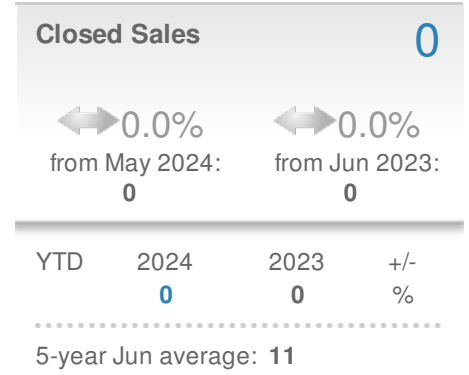 Closed Sales 0
0.0% 0.0%
from May 2024: from Jun 2023:
0 0
YTD 2024 2023 +/-
0 0 %
5-year Jun average: 11